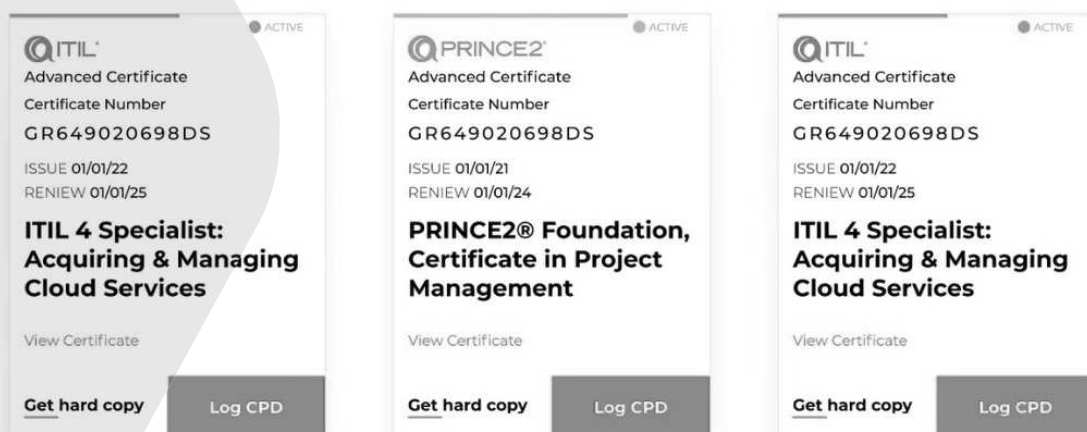 ACTIVE
ITIL®
Advanced Certificate
Certificate Number
GR649020698DS
ISSUE 01/01/22
RENIEW 01/01/25
ITIL 4 Specialist:
Acquiring & Managing
Cloud Services
View Certificate
Get hard copy
Log CPD
ACTIVE
PRINCE2®
Advanced Certificate
Certificate Number
GR649020698DS
ISSUE 01/01/21
RENIEW 01/01/24
PRINCE2® Foundation,
Certificate in Project
Management
View Certificate
Get hard copy
Log CPD
ACTIVE
ITIL®
Advanced Certificate
Certificate Number
GR649020698DS
ISSUE 01/01/22
RENIEW 01/01/25
ITIL 4 Specialist:
Acquiring & Managing
Cloud Services
View Certificate
Get hard copy
Log CPD